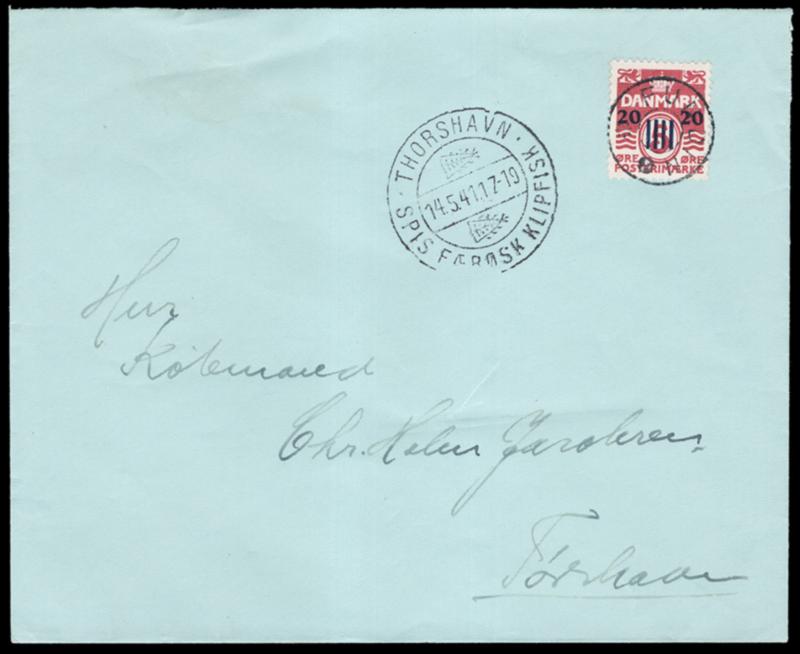 DANMARK
20 20
ØRE ØRE
POSTFRIMÆRKE
THORSHAVN
14.5.41.17-19
SPIS FÆRØSK KLIPFISK
Herr
Købmand
Chr. Holm Jacobsen.
Tórshavn